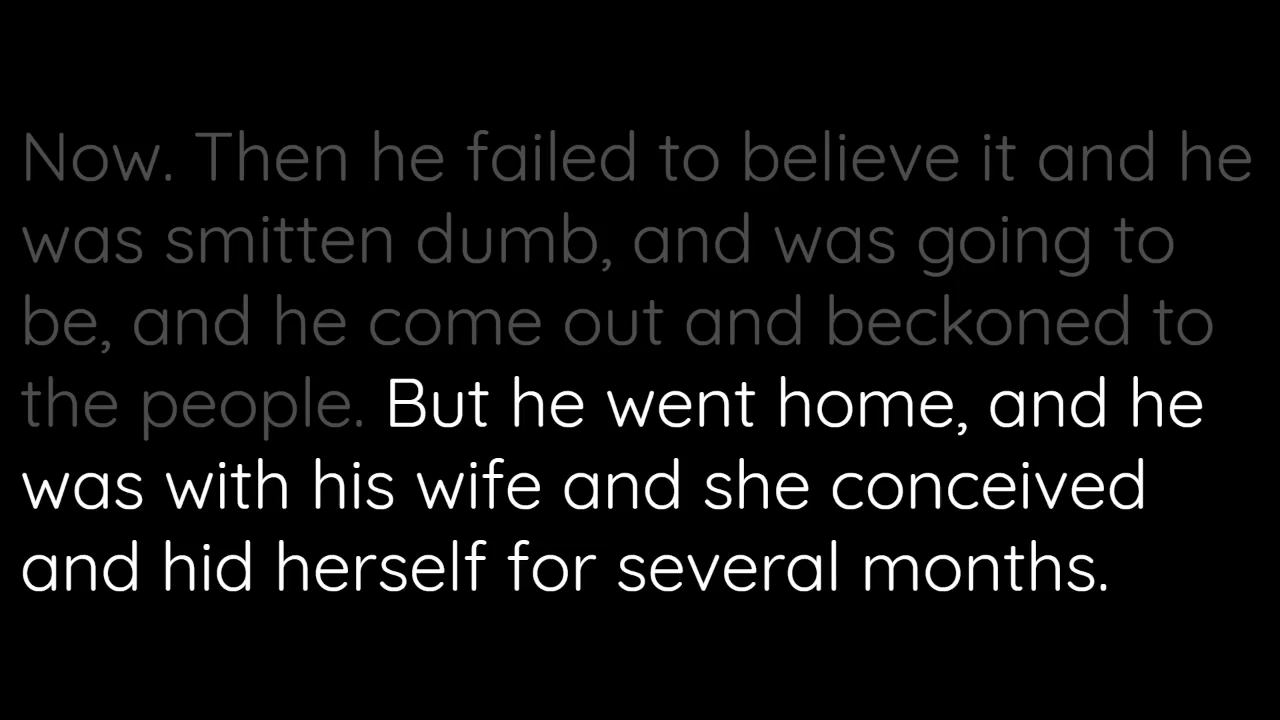 Now. Then he failed to believe it and he
was smitten dumb, and was going to
be, and he come out and beckoned to
the people. But he went home, and he
was with his wife and she conceived
and hid herself for several months.